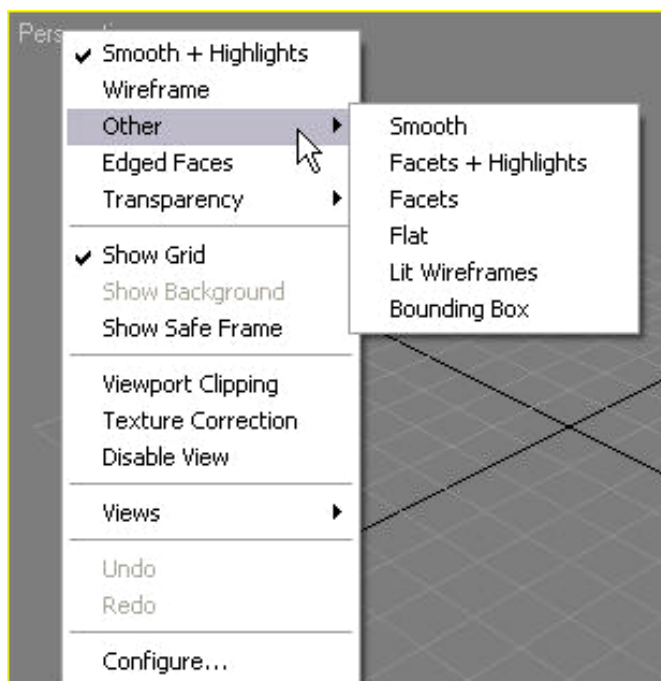 Pers
Smooth + Highlights
Wireframe
Other
Edged Faces
Transparency
Show Grid
Show Background
Show Safe Frame
Viewport Clipping
Texture Correction
Disable View
Views
Undo
Redo
Configure...
Smooth
Facets + Highlights
Facets
Flat
Lit Wireframes
Bounding Box